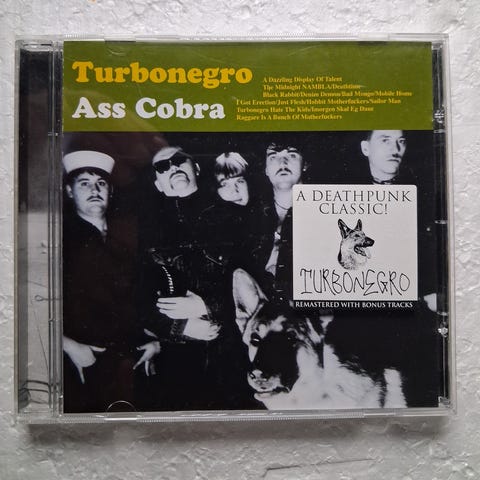 Turbonegro
Ass Cobra
A Dazzling Display Of Talent
The Midnight NAMBLA/Deathtime
Black Rabbit/Denim Demon/Bad Mongo/Mobile Home
I Got Erection/Just Flesh/Hobbit Motherfuckers/Sailor Man
Turbonegro Hate The Kids/Imorgen Skal Eg Daua
Raggare Is A Bunch Of Motherfuckers
A DEATHPUNK
CLASSIC!
TURBONEGRO
REMASTERED WITH BONUS TRACKS